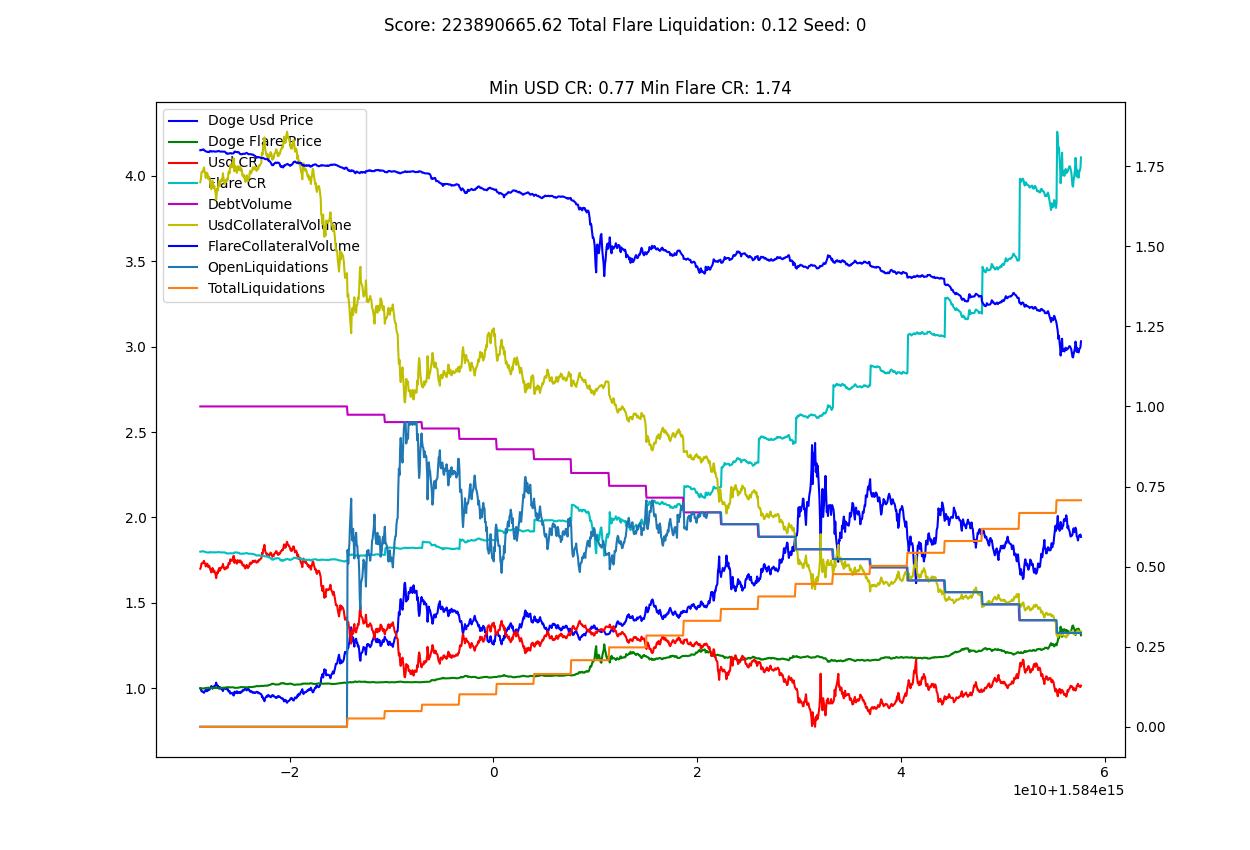 Score: 223890665.62 Total Flare Liquidation: 0.12 Seed: 0
Min USD CR: 0.77 Min Flare CR: 1.74
Doge Usd Price
Doge Flare Price
Usd CR
Flare CR
DebtVolume
UsdCollateralVolume
FlareCollateralVolume
OpenLiquidations
TotalLiquidations
4.0
3.5
3.0
2.5
2.0
1.5
1.0
1.75
1.50
1.25
1.00
0.75
0.50
0.25
0.00
−2
0
2
4
6
1e10+1.584e15